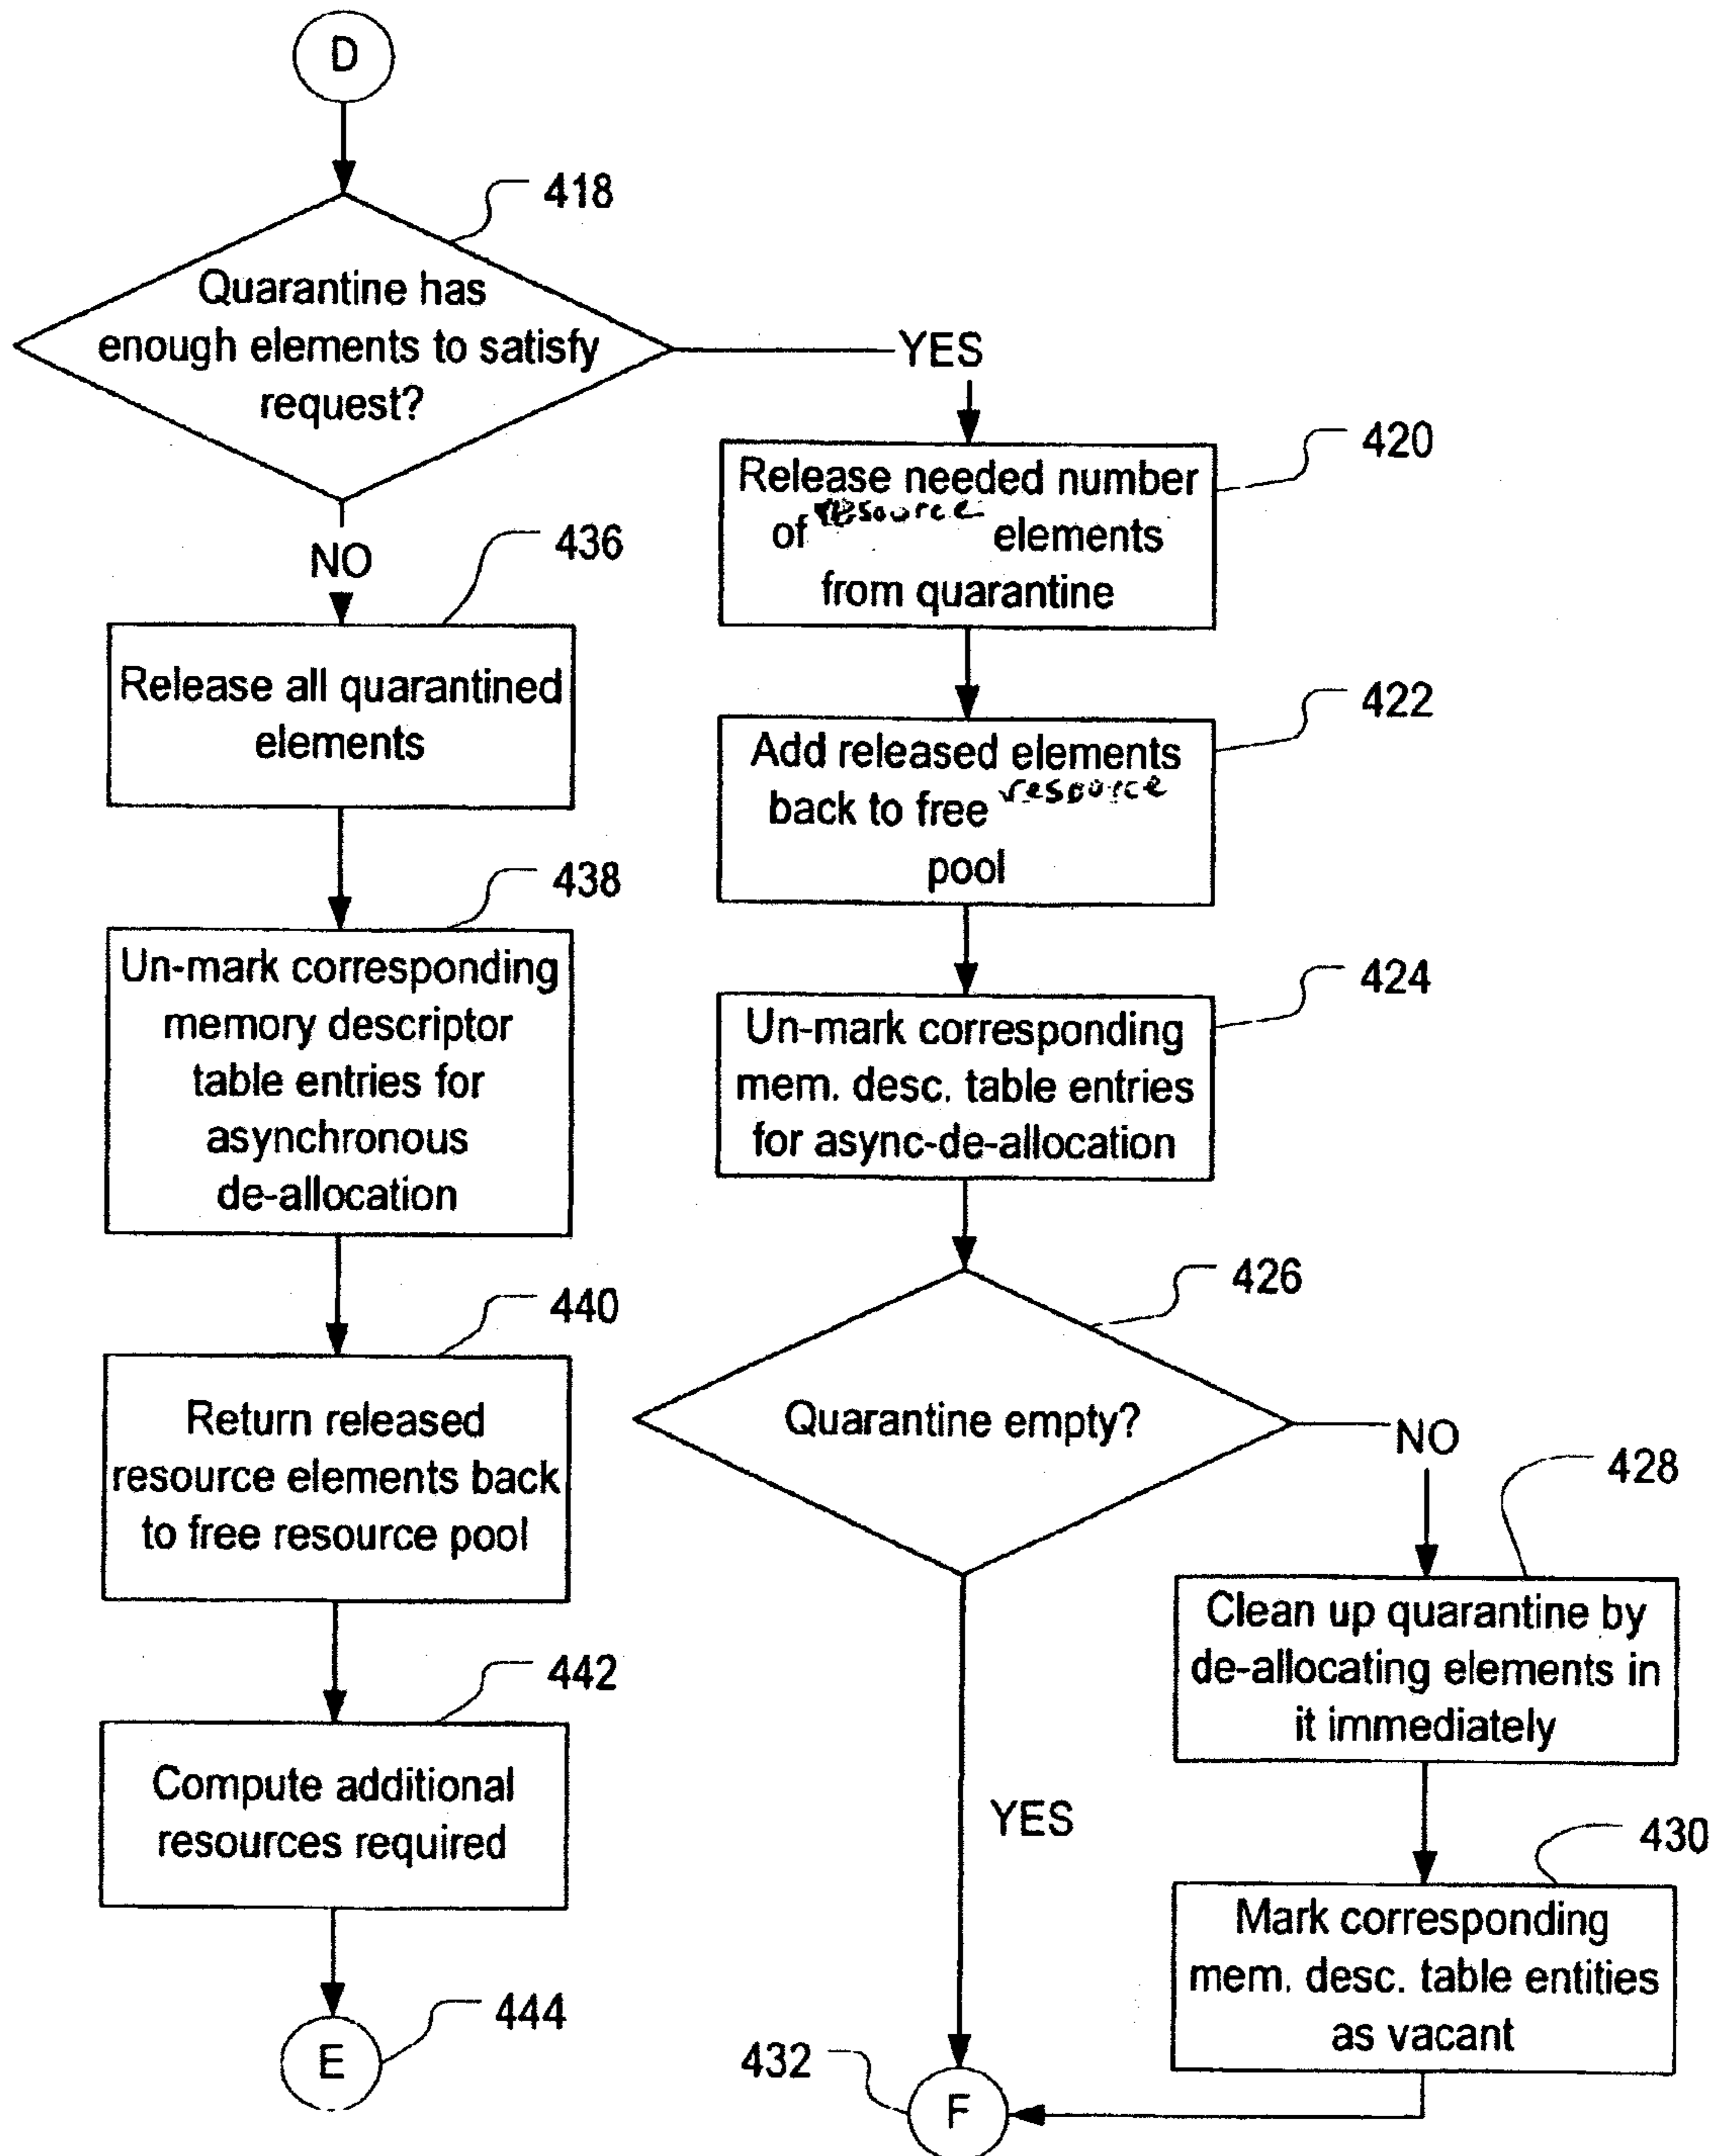 D
418
Quarantine has
enough elements to satisfy
request?
YES
NO
420
Release needed number
of resource elements
from quarantine
436
Release all quarantined
elements
422
Add released elements
back to free resource
pool
438
Un-mark corresponding
memory descriptor
table entries for
asynchronous
de-allocation
424
Un-mark corresponding
mem. desc. table entries
for async-de-allocation
426
Quarantine empty?
NO
440
Return released
resource elements back
to free resource pool
428
Clean up quarantine by
de-allocating elements in
it immediately
442
Compute additional
resources required
YES
430
Mark corresponding
mem. desc. table entities
as vacant
444
E
432
F